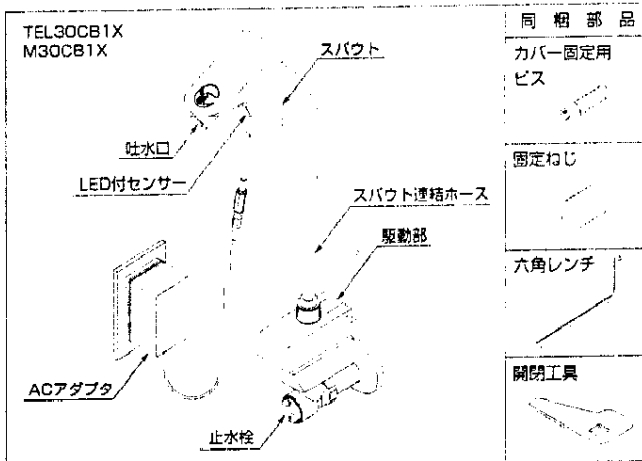 TEL30CB1X
M30CB1X
スパウト
吐水口
LED付センサー
スパウト連結ホース
駆動部
ACアダプタ
止水栓
同梱部品
カバー固定用
ビス
固定ねじ
六角レンチ
開閉工具